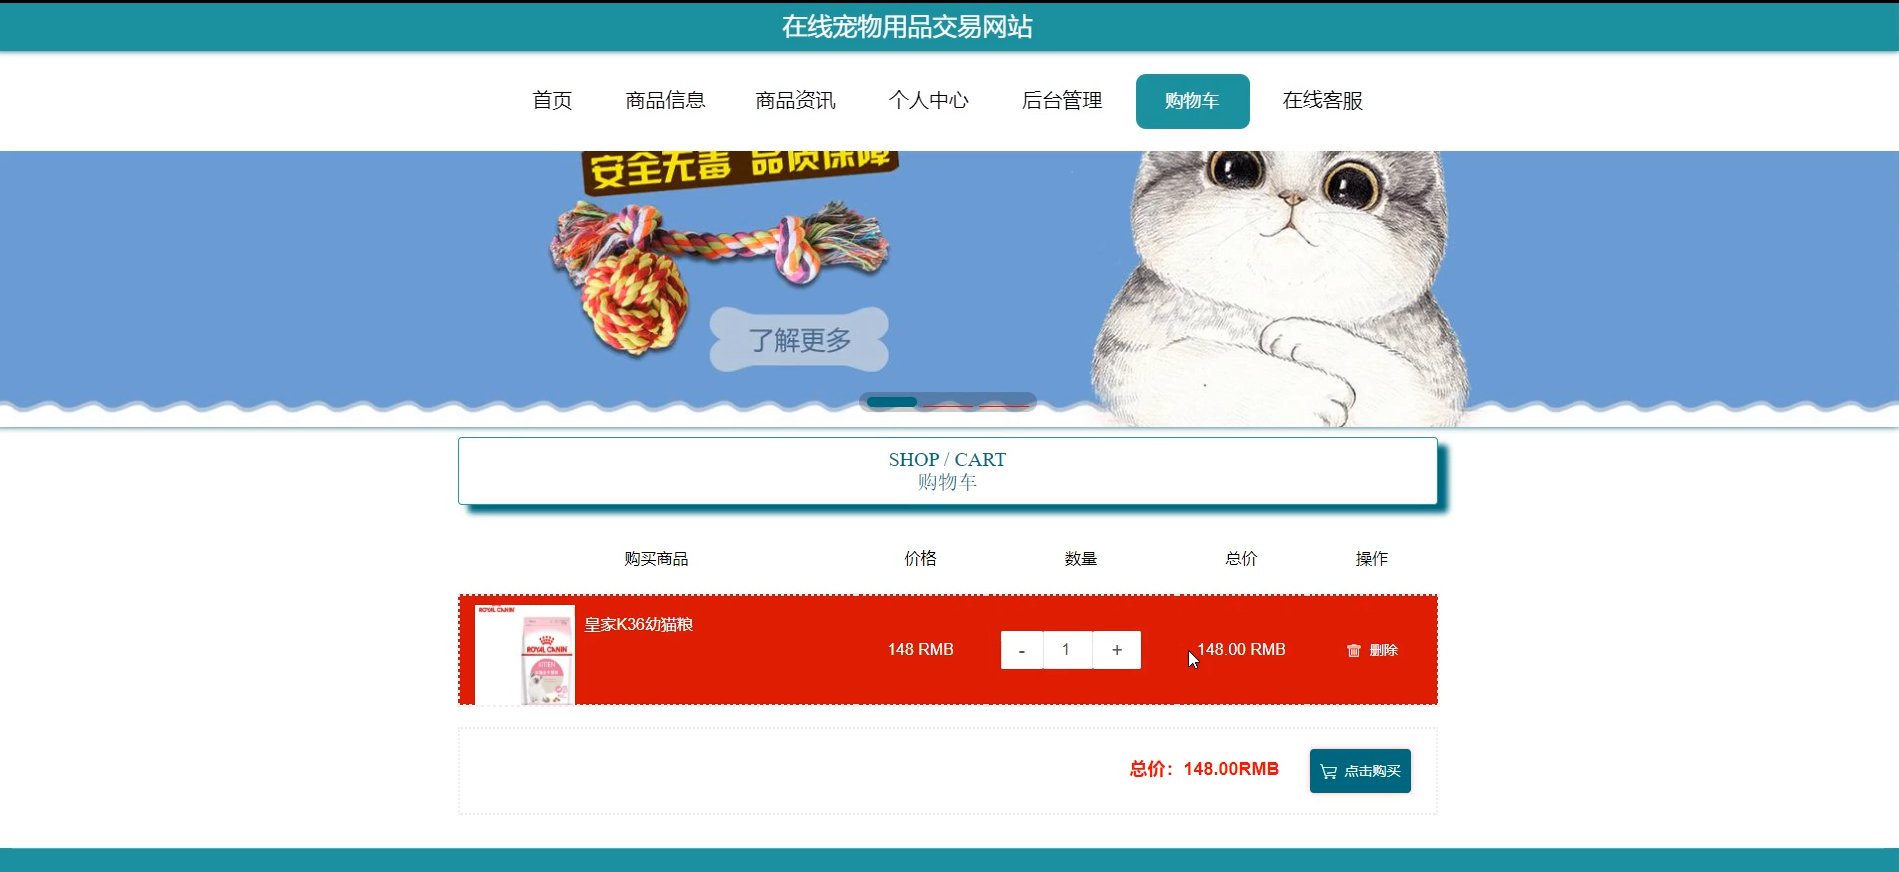 在线宠物用品交易网站
首页 商品信息 商品资讯 个人中心 后台管理 购物车 在线客服
安全无毒 品质保障
了解更多
SHOP / CART
购物车
购买商品 价格 数量 总价 操作
ROYAL CANIN
ROYAL CANIN
KITTEN
皇家K36幼猫粮
148 RMB - 1 + 148.00 RMB 删除
总价：148.00RMB 点击购买